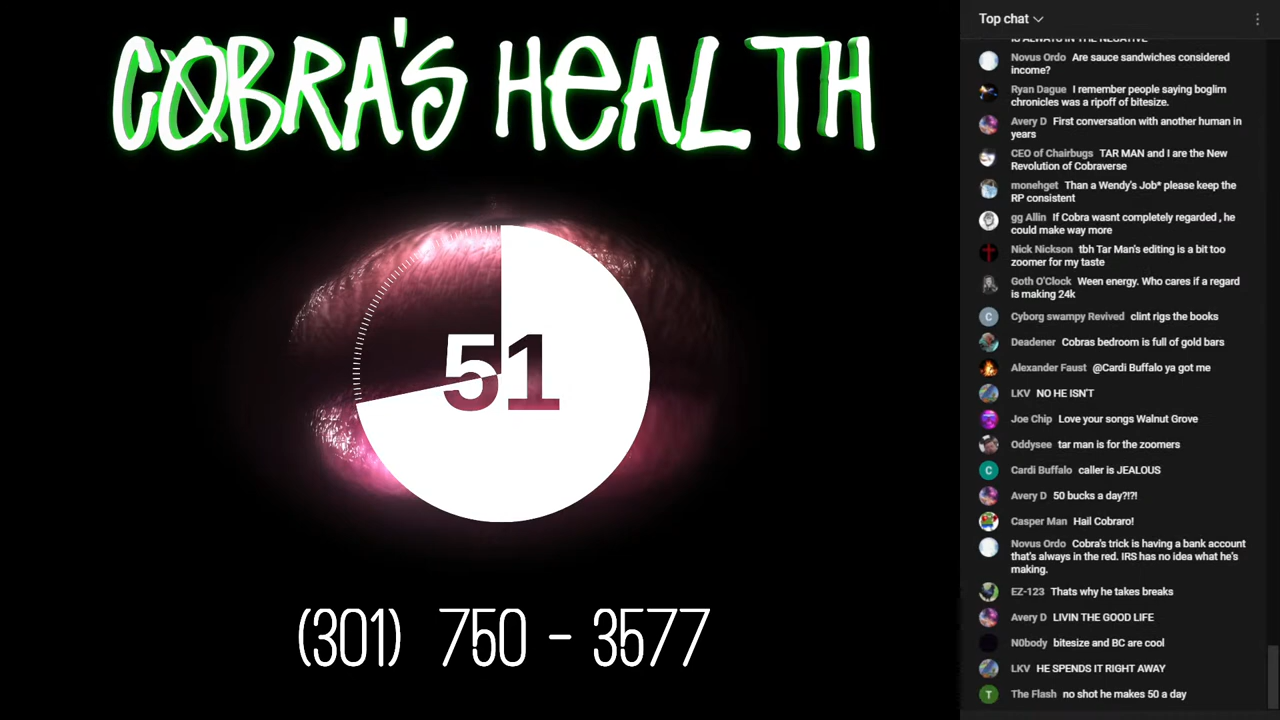 COBRA'S HEALTH
51
(301) 750 - 3577
Top chat
IS ALWAYS IN THE NEGATIVE
Novus Ordo Are sauce sandwiches considered
income?
Ryan Dague I remember people saying boglim
chronicles was a ripoff of bitesize.
Avery D First conversation with another human in
years
CEO of Chairbugs TAR MAN and I are the New
Revolution of Cobraverse
monehget Than a Wendy's Job* please keep the
RP consistent
gg Allin If Cobra wasnt completely regarded , he
could make way more
Nick Nickson tbh Tar Man's editing is a bit too
zoomer for my taste
Goth O'Clock Ween energy. Who cares if a regard
is making 24k
C
Cyborg swampy Revived clint rigs the books
Deadener Cobras bedroom is full of gold bars
Alexander Faust @Cardi Buffalo ya got me
LKV NO HE ISN'T
Joe Chip Love your songs Walnut Grove
Oddysee tar man is for the zoomers
C
Cardi Buffalo caller is JEALOUS
Avery D 50 bucks a day?!?!
Casper Man Hail Cobraro!
Novus Ordo Cobra's trick is having a bank account
that's always in the red. IRS has no idea what he's
making.
EZ-123 Thats why he takes breaks
Avery D LIVIN THE GOOD LIFE
N0body bitesize and BC are cool
LKV HE SPENDS IT RIGHT AWAY
T
The Flash no shot he makes 50 a day